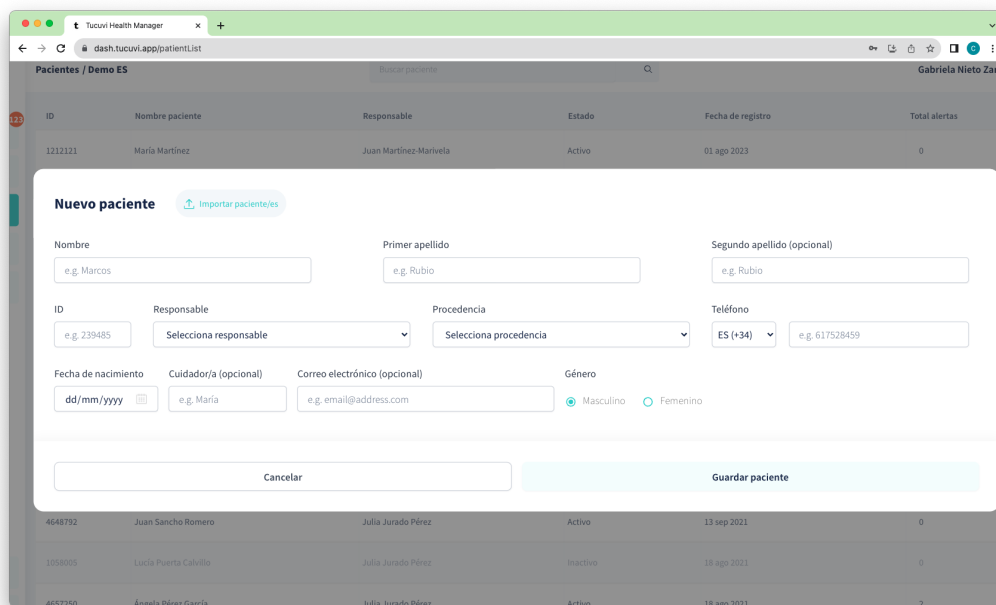 t Tucuvi Health Manager × +
dash.tucuvi.app/patientList C
Pacientes / Demo ES Buscar paciente Gabriela Nieto Zar
123 ID Nombre paciente Responsable Estado Fecha de registro Total alertas
1212121 María Martínez Juan Martínez-Marivela Activo 01 ago 2023 0
Nuevo paciente Importar paciente/es
Nombre Primer apellido Segundo apellido (opcional)
e.g. Marcos e.g. Rubio e.g. Rubio
ID Responsable Procedencia Teléfono
e.g. 239485 Selecciona responsable Selecciona procedencia ES (+34) e.g. 617528459
Fecha de nacimiento Cuidador/a (opcional) Correo electrónico (opcional) Género
dd/mm/yyyy e.g. María e.g. email@address.com Masculino Femenino
Cancelar Guardar paciente
4648792 Juan Sancho Romero Julia Jurado Pérez Activo 13 sep 2021 0
1058005 Lucía Puerta Calvillo Julia Jurado Pérez Inactivo 18 ago 2021 0
4657250 Ángela Pérez García Julia Jurado Pérez Activo 18 ago 2021 2